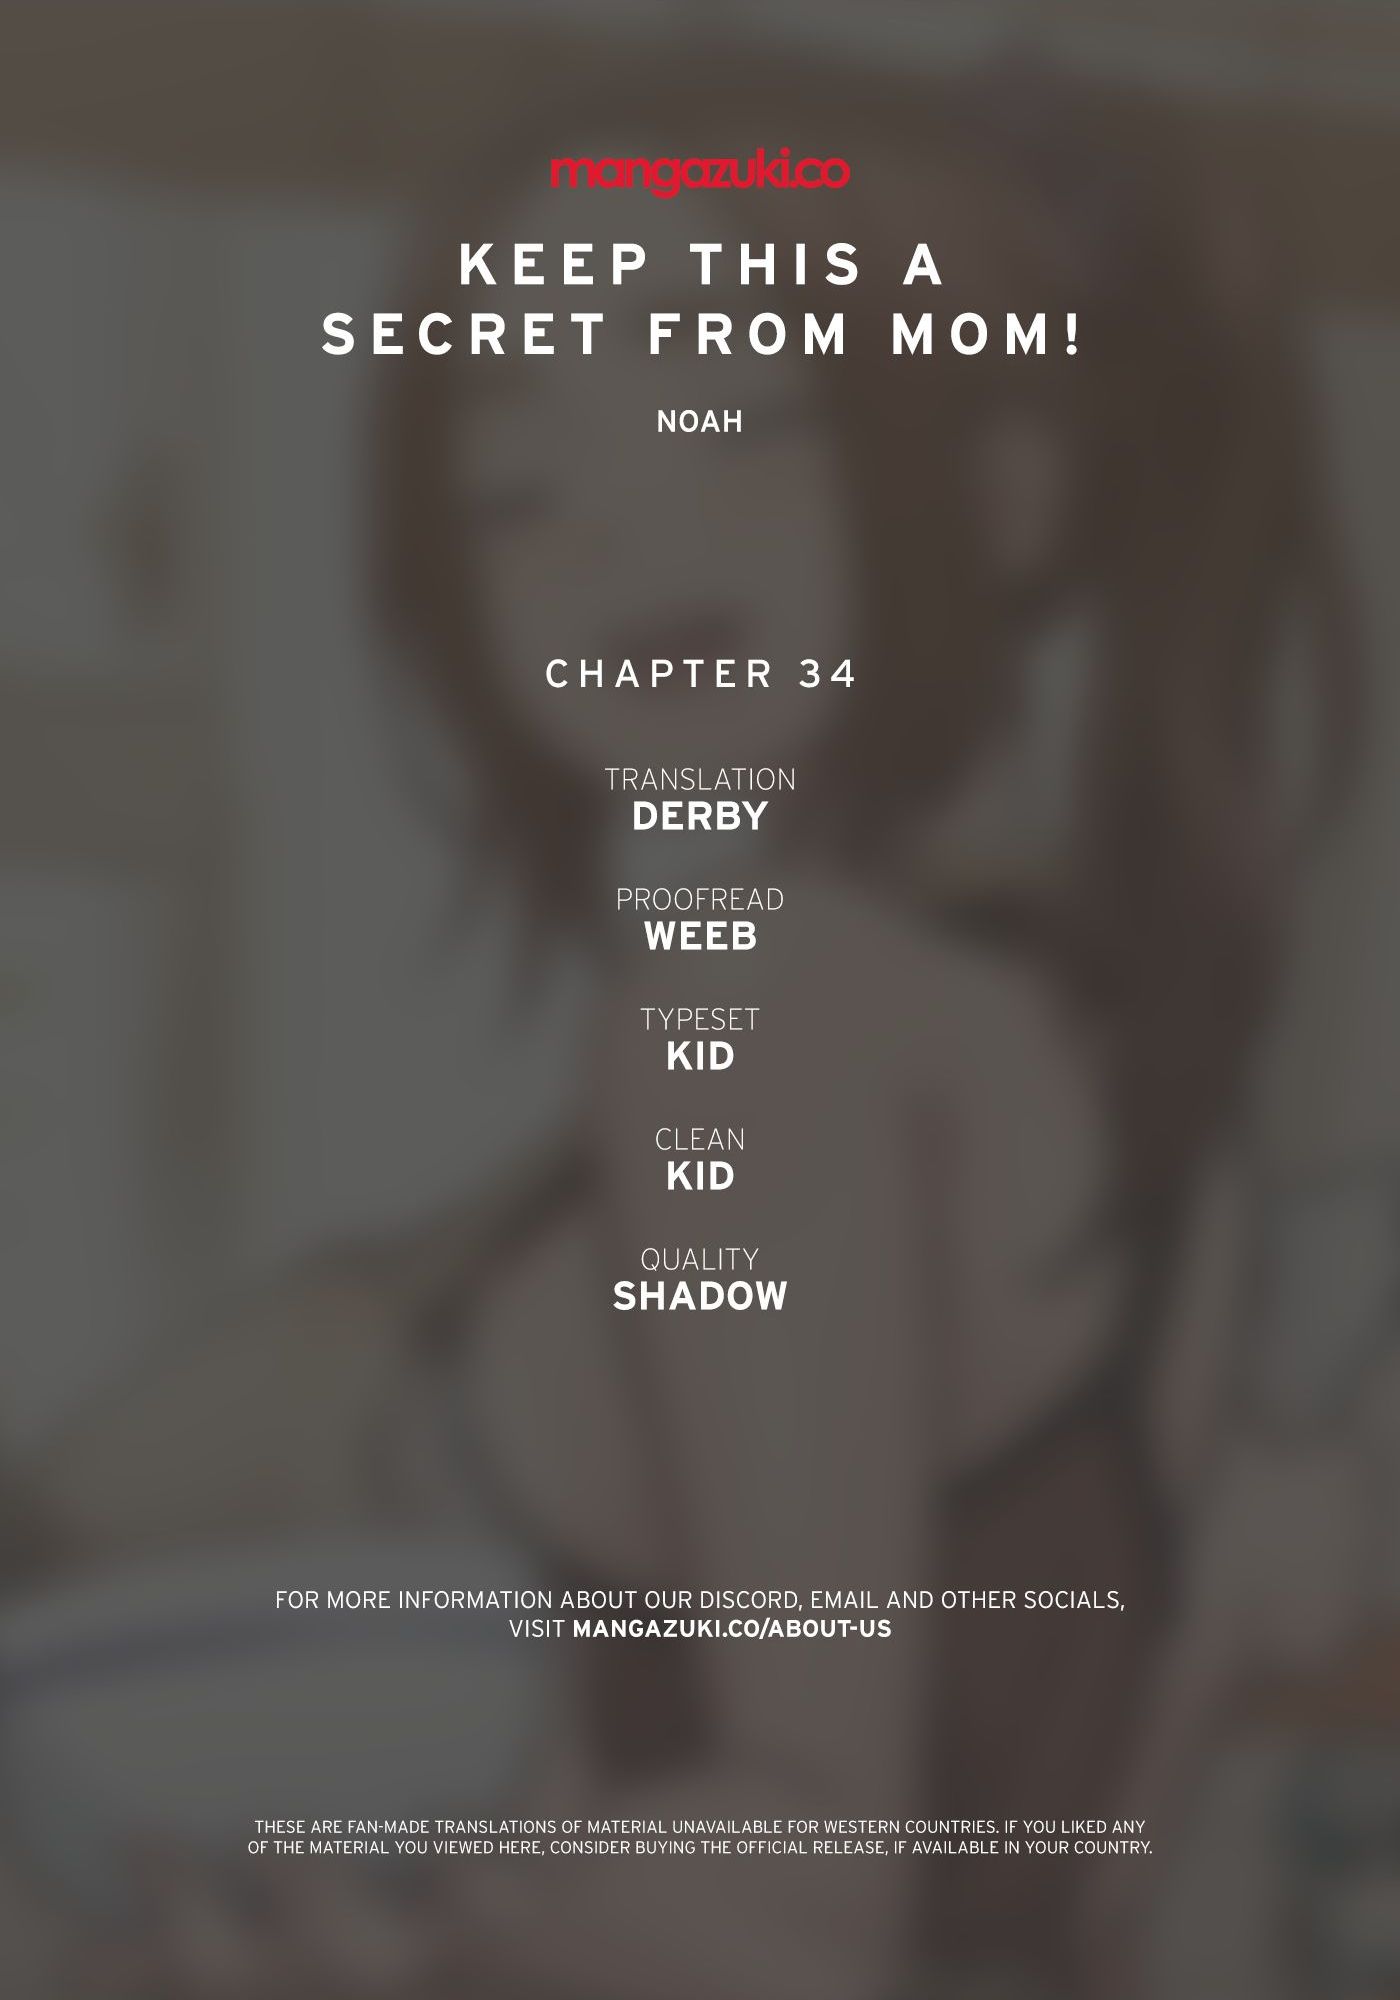 mangazuki.co
KEEP THIS A
SECRET FROM MOM!
NOAH
CHAPTER 34
TRANSLATION
DERBY
PROOFREAD
WEEB
TYPESET
KID
CLEAN
KID
QUALITY
SHADOW
FOR MORE INFORMATION ABOUT OUR DISCORD, EMAIL AND OTHER SOCIALS,
VISIT MANGAZUKI.CO/ABOUT-US
THESE ARE FAN-MADE TRANSLATIONS OF MATERIAL UNAVAILABLE FOR WESTERN COUNTRIES. IF YOU LIKED ANY
OF THE MATERIAL YOU VIEWED HERE, CONSIDER BUYING THE OFFICIAL RELEASE, IF AVAILABLE IN YOUR COUNTRY.